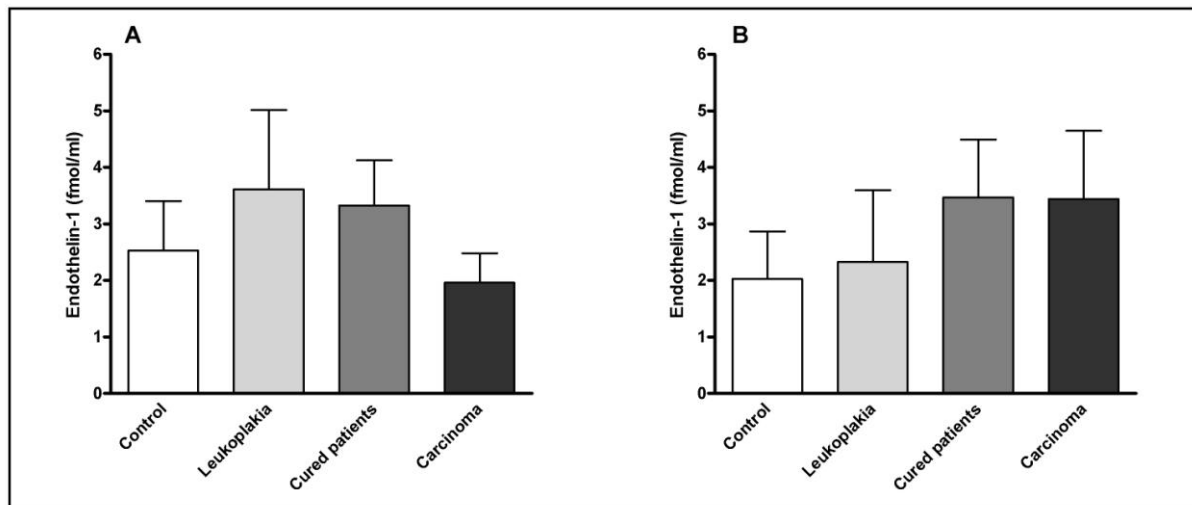 A
Endothelin-1 (fmol/ml)
6
5
4
3
2
1
0
Control
Leukoplakia
Cured patients
Carcinoma
B
Endothelin-1 (fmol/ml)
6
5
4
3
2
1
0
Control
Leukoplakia
Cured patients
Carcinoma